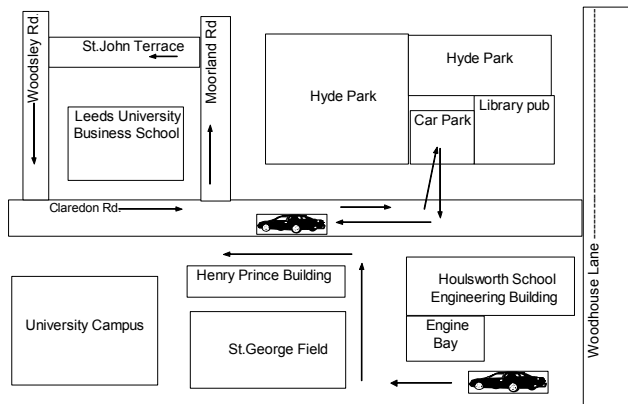 Woodsley Rd.
St.John Terrace
Moorland Rd
Leeds University
Business School
Hyde Park
Hyde Park
Car Park
Library pub
Claredon Rd.
Woodhouse Lane
Henry Prince Building
Houlsworth School
Engineering Building
University Campus
St.George Field
Engine
Bay